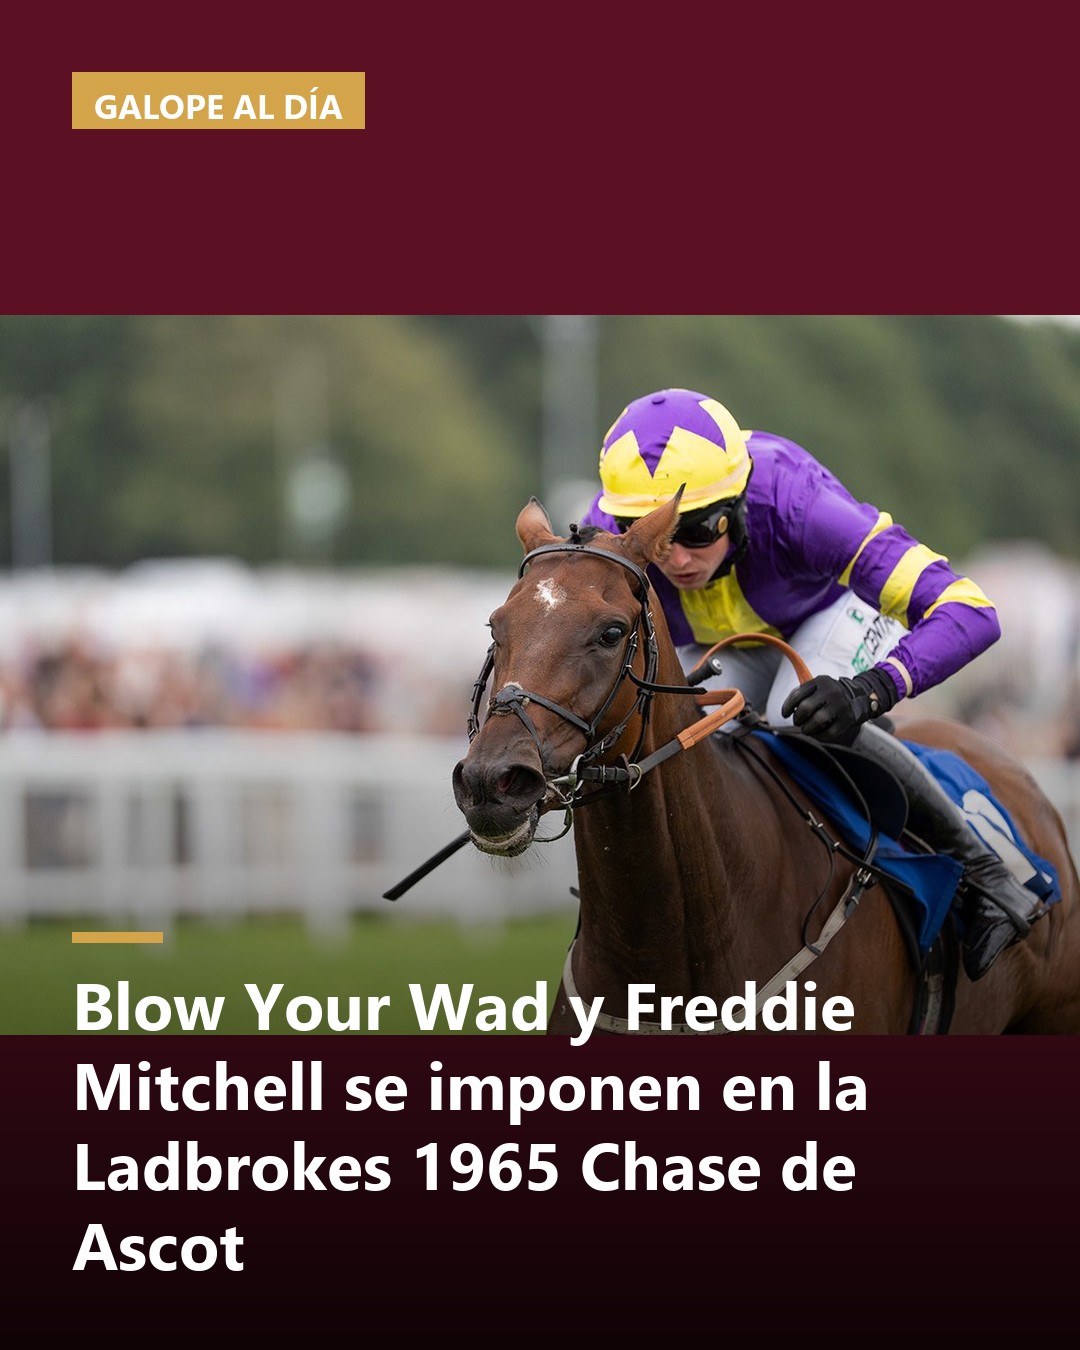 GALOPE AL DÍA
Blow Your Wad y Freddie
Mitchell se imponen en la
Ladbrokes 1965 Chase de
Ascot